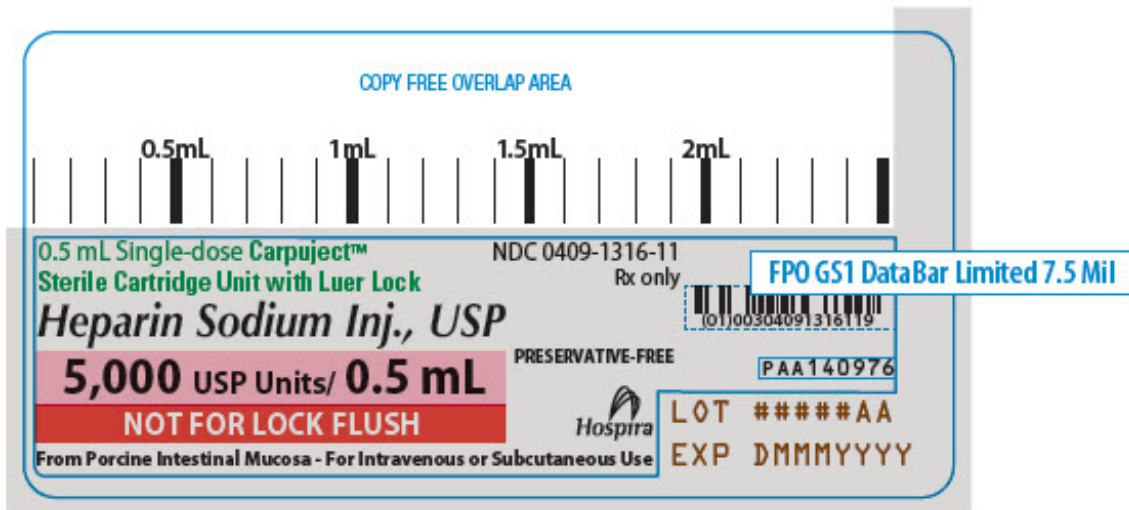 COPY FREE OVERLAP AREA
0.5mL 1mL 1.5mL 2mL
0.5 mL Single-dose Carpuject™ NDC 0409-1316-11
Sterile Cartridge Unit with Luer Lock Rx only
FPO GS1 DataBar Limited 7.5 Mil
Heparin Sodium Inj., USP
(01)00304091316119
PRESERVATIVE-FREE
5,000 USP Units/ 0.5 mL
PAA140976
NOT FOR LOCK FLUSH
Hospira
LOT #####AA
From Porcine Intestinal Mucosa - For Intravenous or Subcutaneous Use
EXP DMMMYYYY